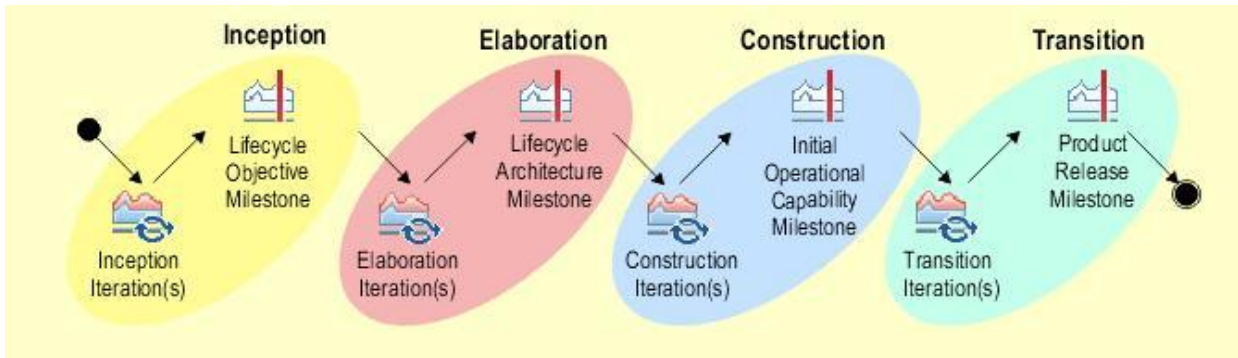 Inception
Elaboration
Construction
Transition
Lifecycle
Objective
Milestone
Inception
Iteration(s)
Lifecycle
Architecture
Milestone
Elaboration
Iteration(s)
Initial
Operational
Capability
Milestone
Construction
Iteration(s)
Product
Release
Milestone
Transition
Iteration(s)